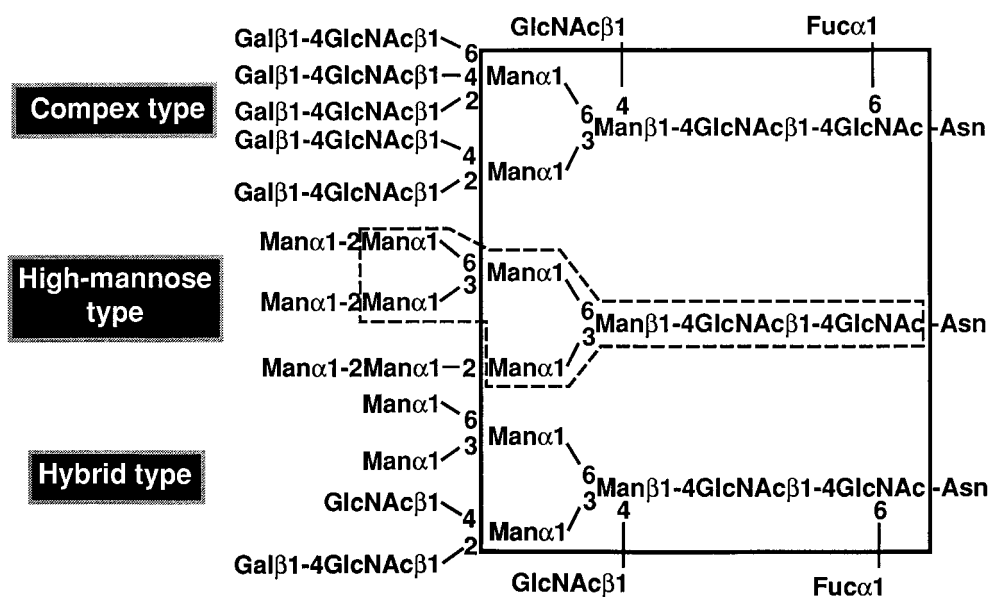 GlcNAcβ1 Fucα1
Galβ1-4GlcNAcβ1 6
Galβ1-4GlcNAcβ1 4 Manα1
Compex type
Galβ1-4GlcNAcβ1 2 6 4 6
Manβ1-4GlcNAcβ1-4GlcNAc -Asn
Galβ1-4GlcNAcβ1 4 3
Manα1
Galβ1-4GlcNAcβ1 2
Manα1-2Manα1 6
Manα1
High-mannose
type
Manα1-2Manα1 3 6
Manβ1-4GlcNAcβ1-4GlcNAc -Asn
3
Manα1-2Manα1 2 Manα1
Manα1 6
Manα1
Manα1 3
Hybrid type
6
Manβ1-4GlcNAcβ1-4GlcNAc -Asn
GlcNAcβ1 4 3 4 6
Manα1
Galβ1-4GlcNAcβ1 2
GlcNAcβ1 Fucα1